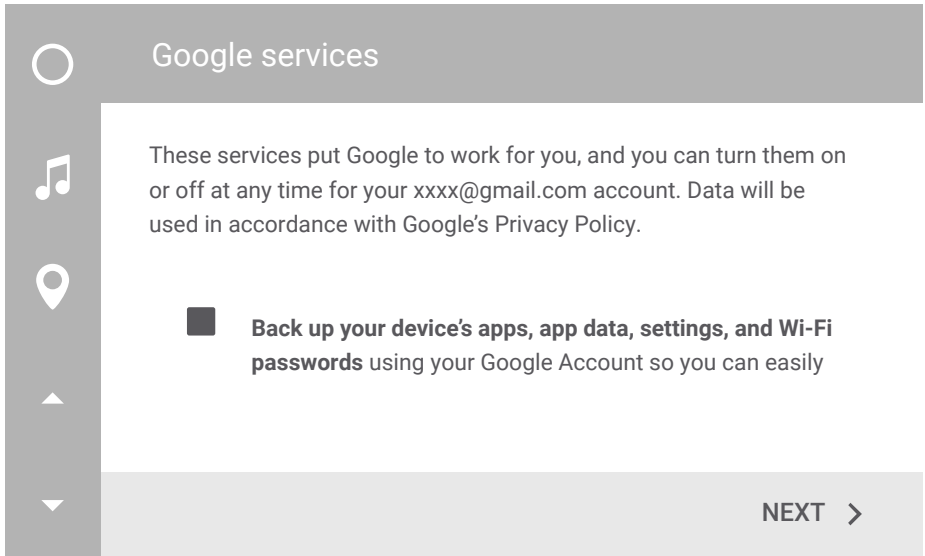 Google services
These services put Google to work for you, and you can turn them on
or off at any time for your xxxx@gmail.com account. Data will be
used in accordance with Google’s Privacy Policy.
Back up your device’s apps, app data, settings, and Wi-Fi
passwords using your Google Account so you can easily
NEXT